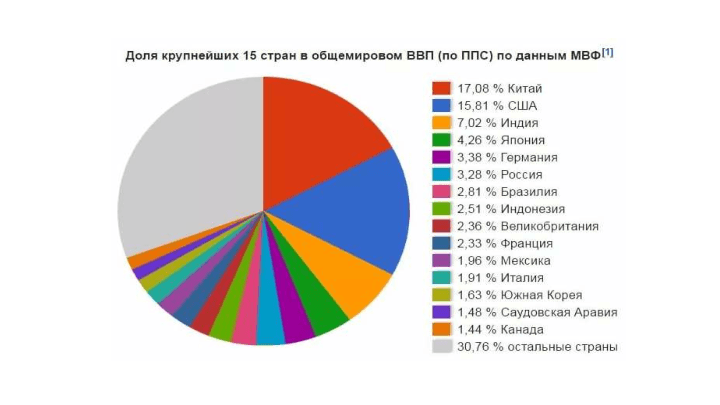 Доля крупнейших 15 стран в общемировом ВВП (по ППС) по данным МВФ[1]
17,08 % Китай
15,81 % США
7,02 % Индия
4,26 % Япония
3,38 % Германия
3,28 % Россия
2,81 % Бразилия
2,51 % Индонезия
2,36 % Великобритания
2,33 % Франция
1,96 % Мексика
1,91 % Италия
1,63 % Южная Корея
1,48 % Саудовская Аравия
1,44 % Канада
30,76 % остальные страны